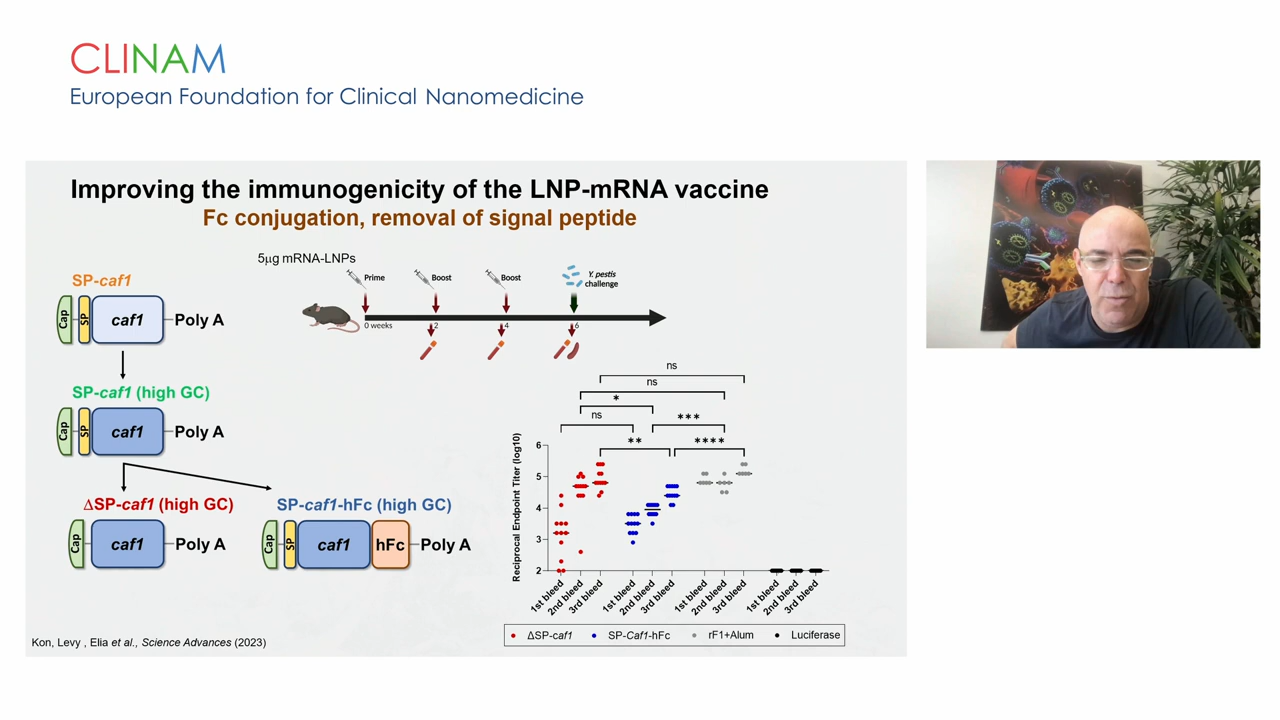 CLINAM
European Foundation for Clinical Nanomedicine
Improving the immunogenicity of the LNP-mRNA vaccine
Fc conjugation, removal of signal peptide
5µg mRNA-LNPs
Prime
Boost
Boost
Y. pestis
challenge
0 weeks
2
4
6
SP-caf1
Cap
SP
caf1
Poly A
SP-caf1 (high GC)
Cap
SP
caf1
Poly A
ΔSP-caf1 (high GC)
Cap
caf1
Poly A
SP-caf1-hFc (high GC)
Cap
SP
caf1
hFc
Poly A
ns
ns
*
ns
***
**
****
Reciprocal Endpoint Titer (log10)
6
5
4
3
2
1st bleed
2nd bleed
3rd bleed
1st bleed
2nd bleed
3rd bleed
1st bleed
2nd bleed
3rd bleed
1st bleed
2nd bleed
3rd bleed
ΔSP-caf1
SP-Caf1-hFc
rF1+Alum
Luciferase
Kon, Levy , Elia et al., Science Advances (2023)